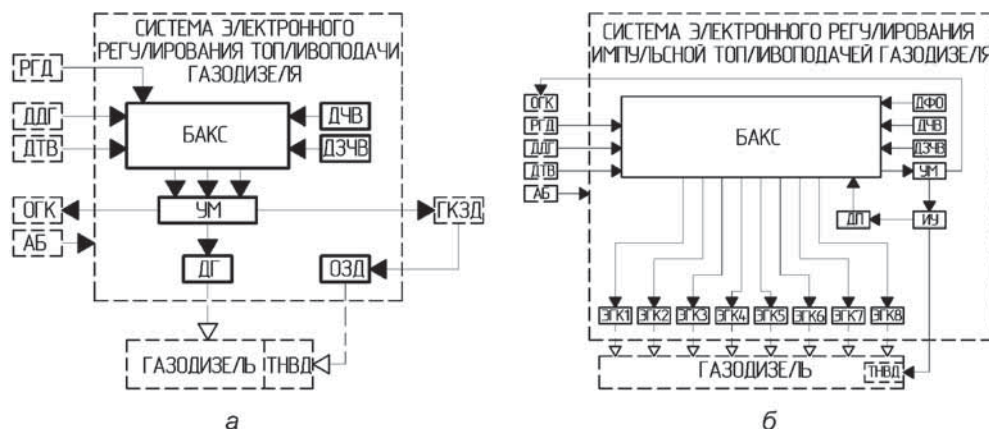 СИСТЕМА ЭЛЕКТРОННОГО
РЕГУЛИРОВАНИЯ ТОПЛИВОПОДАЧИ
ГАЗОДИЗЕЛЯ
РГД
ДДГ
ДТВ
БАКС
ДЧВ
ДЗЧВ
ОГК
УМ
ГКЗД
АБ
ДГ
ОЗД
ГАЗОДИЗЕЛЬ
ТНВД
а
СИСТЕМА ЭЛЕКТРОННОГО РЕГУЛИРОВАНИЯ
ИМПУЛЬСНОЙ ТОПЛИВОПОДАЧЕЙ ГАЗОДИЗЕЛЯ
ОГК
РГД
ДДГ
ДТВ
АБ
БАКС
ДФО
ДЧВ
ДЗЧВ
УМ
ДП
ИУ
ЭГК1
ЭГК2
ЭГК3
ЭГК4
ЭГК5
ЭГК6
ЭГК7
ЭГК8
ГАЗОДИЗЕЛЬ
ТНВД
б